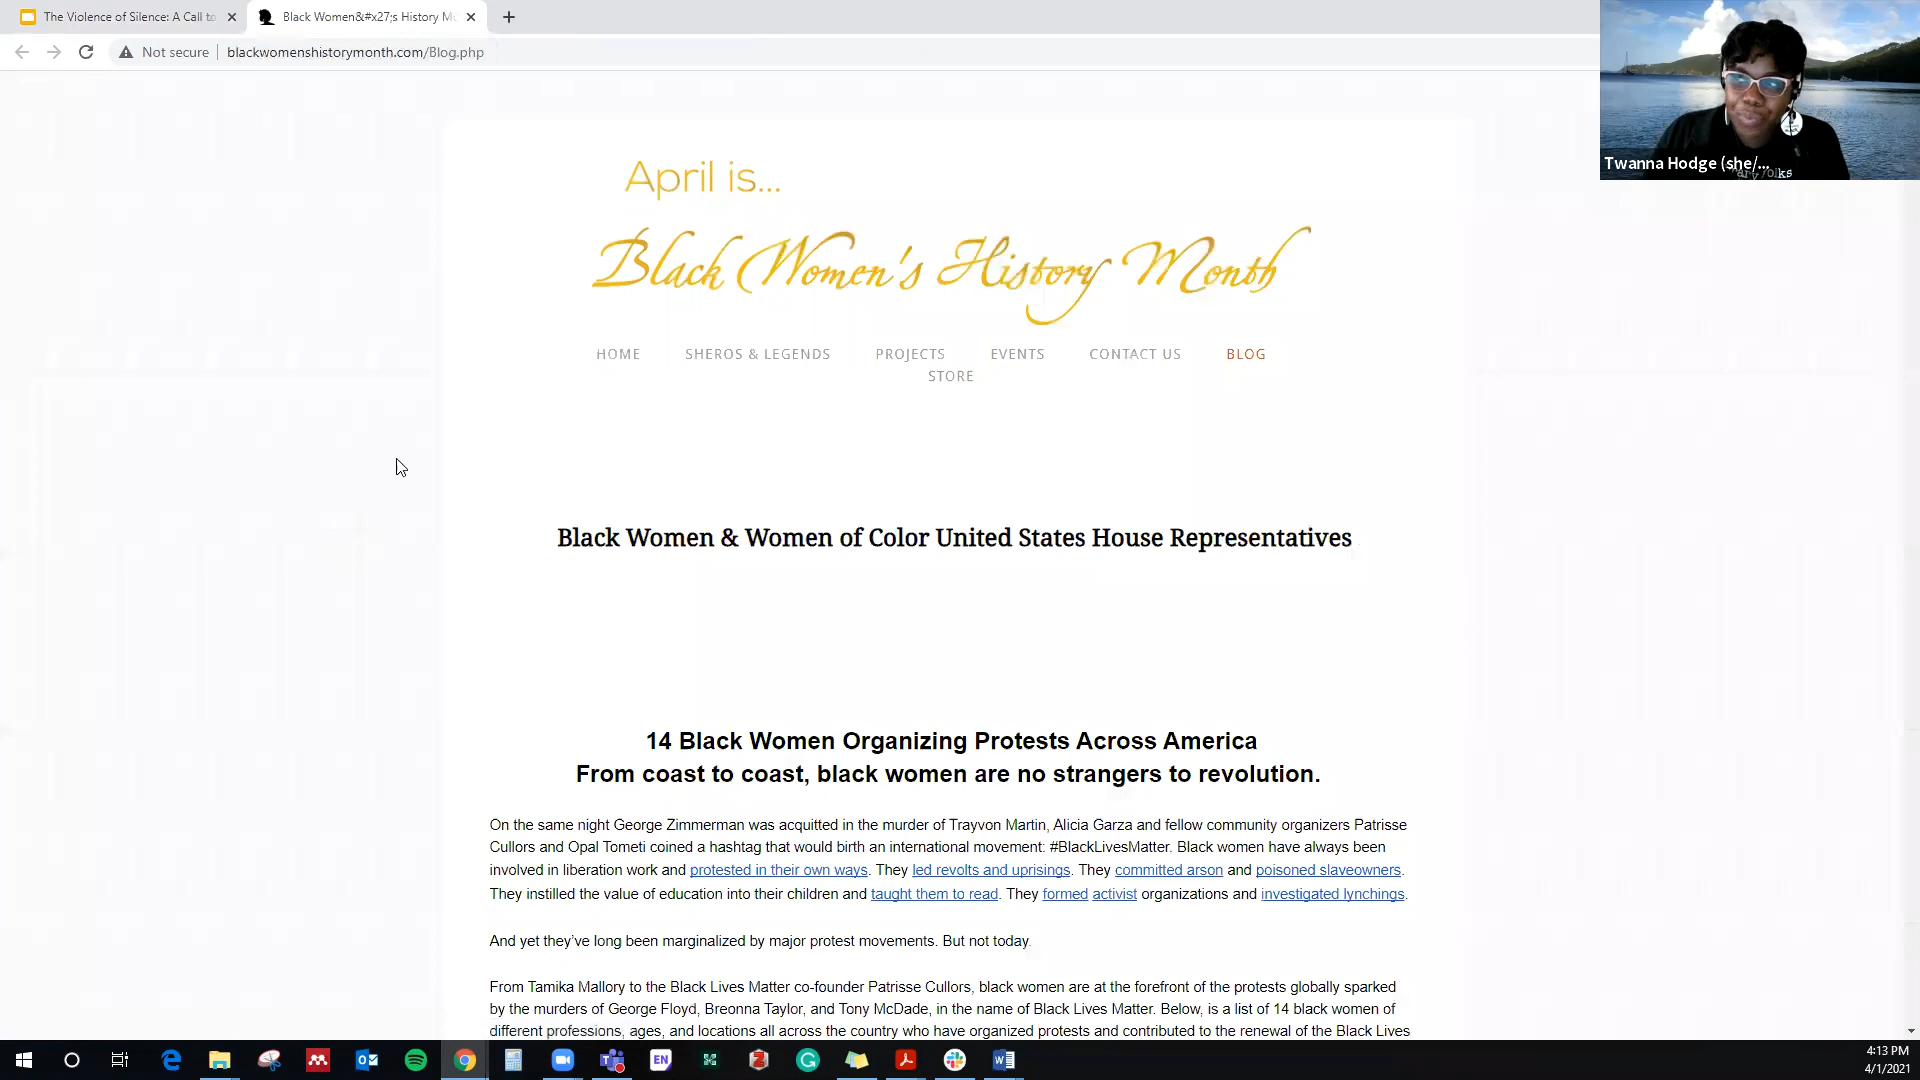 The Violence of Silence: A Call to
Black Women&#x27;s History Mo
Not secure
blackwomenshistorymonth.com/Blog.php
Twanna Hodge (she/...
April is...
Black Women's History Month
HOME SHEROS & LEGENDS PROJECTS EVENTS CONTACT US BLOG
STORE
Black Women & Women of Color United States House Representatives
14 Black Women Organizing Protests Across America
From coast to coast, black women are no strangers to revolution.
On the same night George Zimmerman was acquitted in the murder of Trayvon Martin, Alicia Garza and fellow community organizers Patrisse
Cullors and Opal Tometi coined a hashtag that would birth an international movement: #BlackLivesMatter. Black women have always been
involved in liberation work and protested in their own ways. They led revolts and uprisings. They committed arson and poisoned slaveowners.
They instilled the value of education into their children and taught them to read. They formed activist organizations and investigated lynchings.
And yet they've long been marginalized by major protest movements. But not today.
From Tamika Mallory to the Black Lives Matter co-founder Patrisse Cullors, black women are at the forefront of the protests globally sparked
by the murders of George Floyd, Breonna Taylor, and Tony McDade, in the name of Black Lives Matter. Below, is a list of 14 black women of
different professions, ages, and locations all across the country who have organized protests and contributed to the renewal of the Black Lives
EN
4:13 PM
4/1/2021